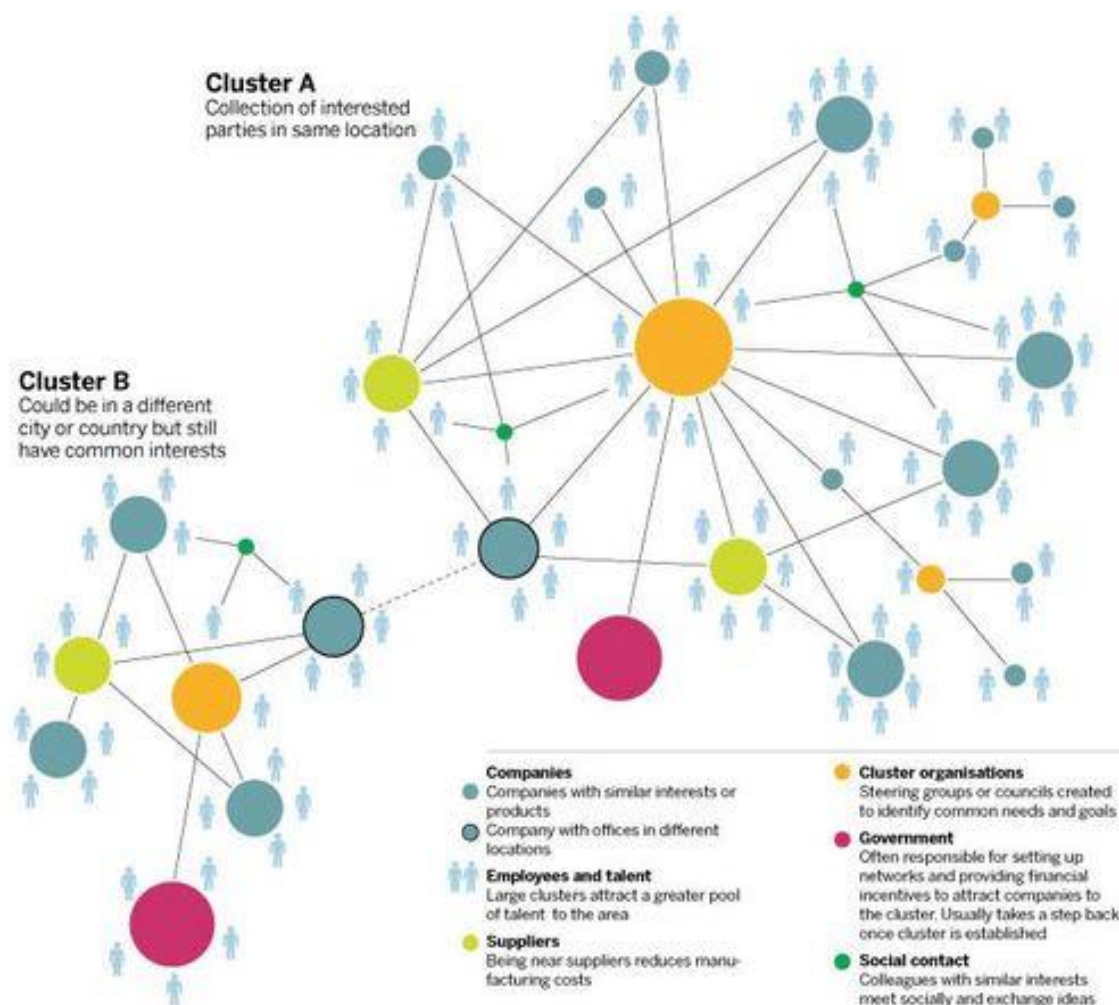 Cluster A
Collection of interested
parties in same location
Cluster B
Could be in a different
city or country but still
have common interests
Companies
Companies with similar interests or
products
Company with offices in different
locations
Employees and talent
Large clusters attract a greater pool
of talent to the area
Suppliers
Being near suppliers reduces manu-
facturing costs
Cluster organisations
Steering groups or councils created
to identify common needs and goals
Government
Often responsible for setting up
networks and providing financial
incentives to attract companies to
the cluster. Usually takes a step back
once cluster is established
Social contact
Colleagues with similar interests
meet socially and exchange ideas